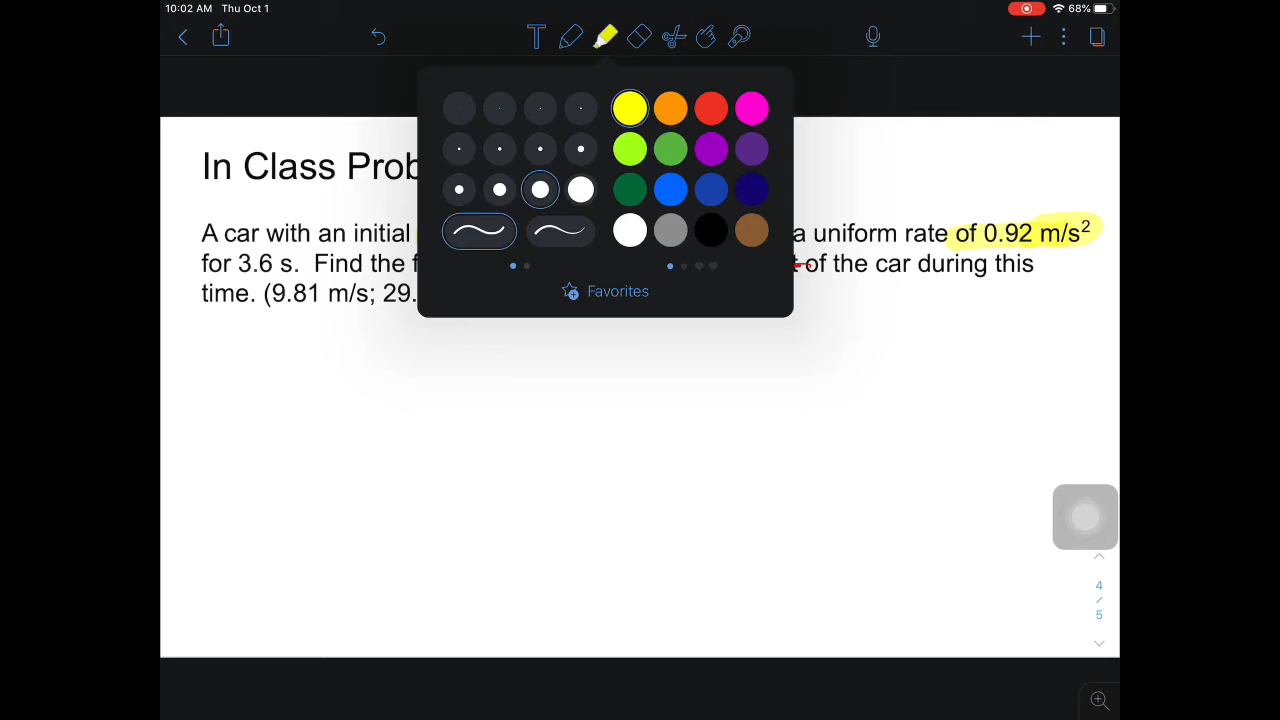 10:02 AM Thu Oct 1
68%
T
In Class
A car with an initial
a uniform rate of 0.92 m/s²
for 3.6 s. Find the
of the car during this
time. (9.81 m/s; 29.
Favorites
4
5